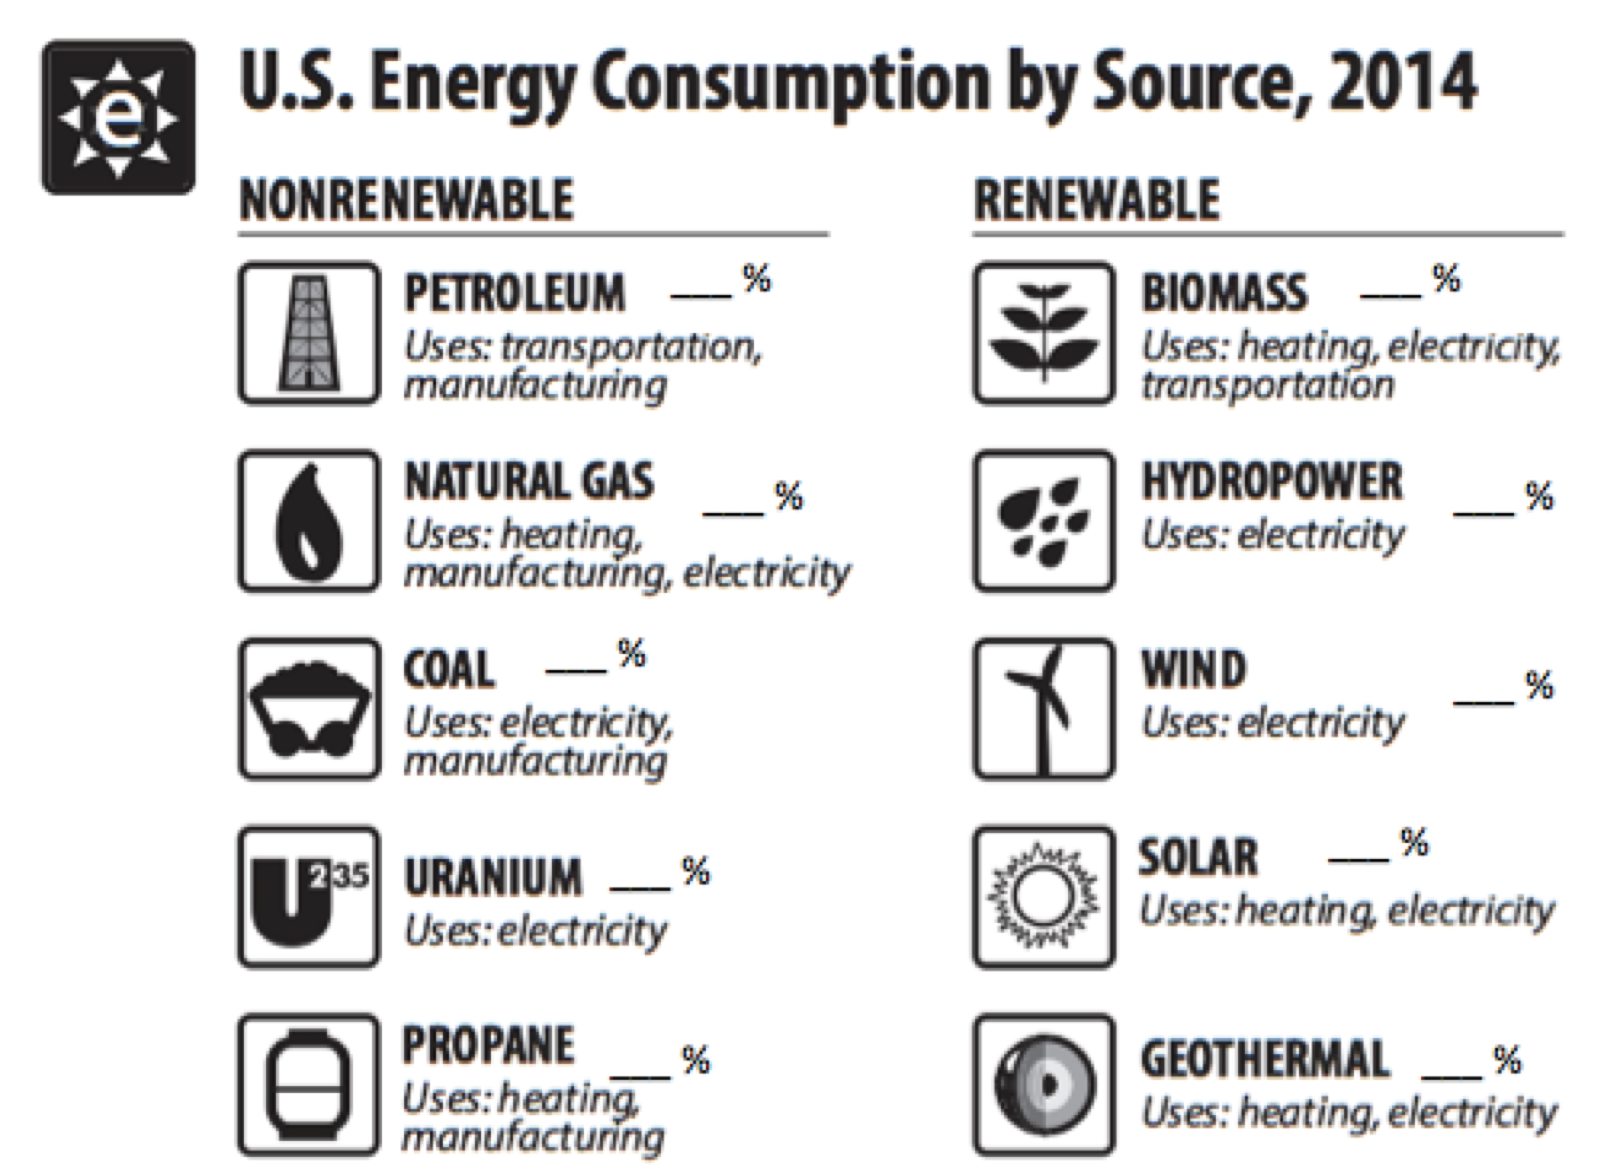 e
U.S. Energy Consumption by Source, 2014
NONRENEWABLE
PETROLEUM ___ %
Uses: transportation,
manufacturing
NATURAL GAS ___ %
Uses: heating,
manufacturing, electricity
COAL ___ %
Uses: electricity,
manufacturing
U235
URANIUM ___ %
Uses: electricity
PROPANE ___ %
Uses: heating,
manufacturing
RENEWABLE
BIOMASS ___ %
Uses: heating, electricity,
transportation
HYDROPOWER ___ %
Uses: electricity
WIND ___ %
Uses: electricity
SOLAR ___ %
Uses: heating, electricity
GEOTHERMAL ___ %
Uses: heating, electricity